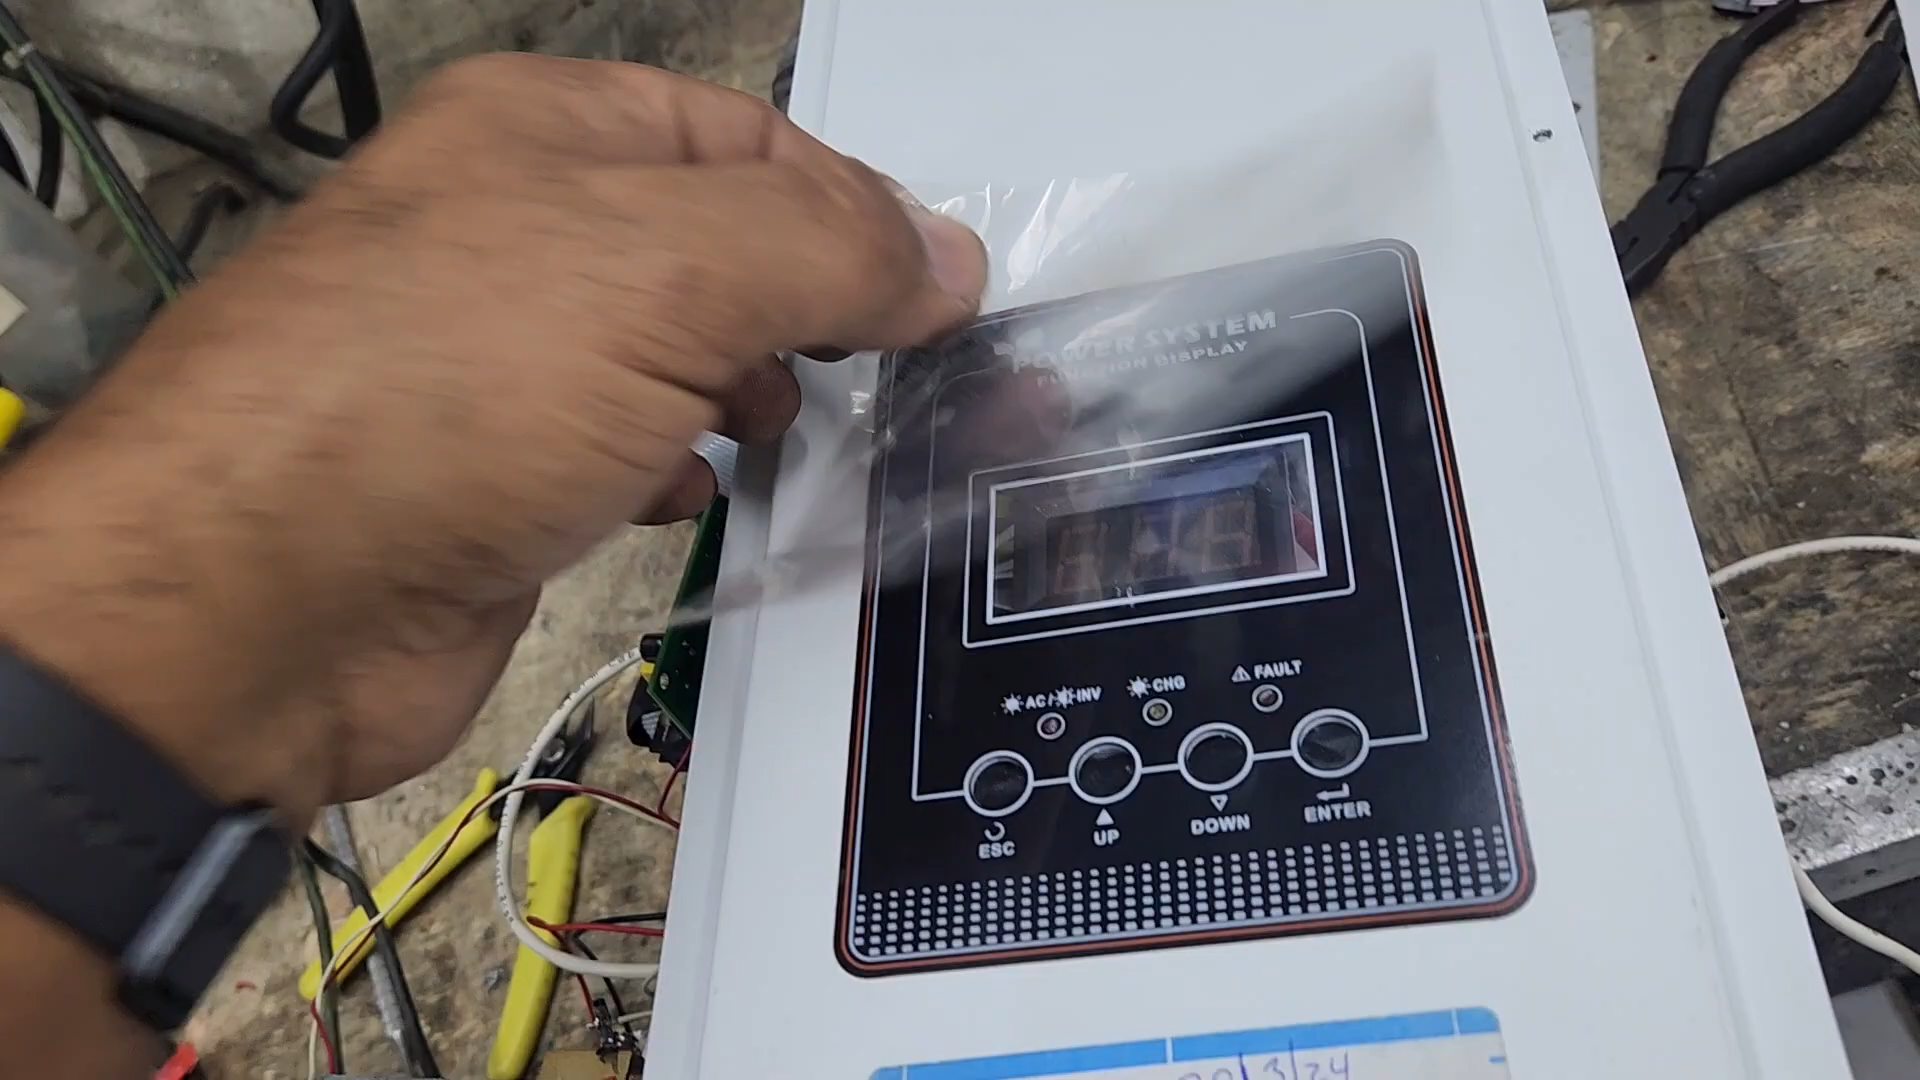 POWER SYSTEM
FUNCTION DISPLAY
AC/INV CHG FAULT
ESC UP DOWN ENTER